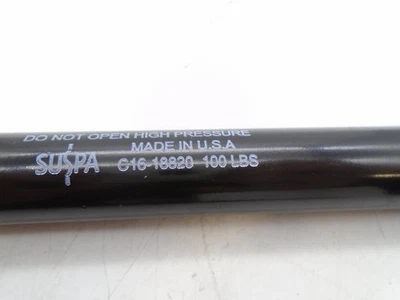 DO NOT OPEN HIGH PRESSURE
MADE IN U.S.A
SUSPA C16-18820 100 LBS